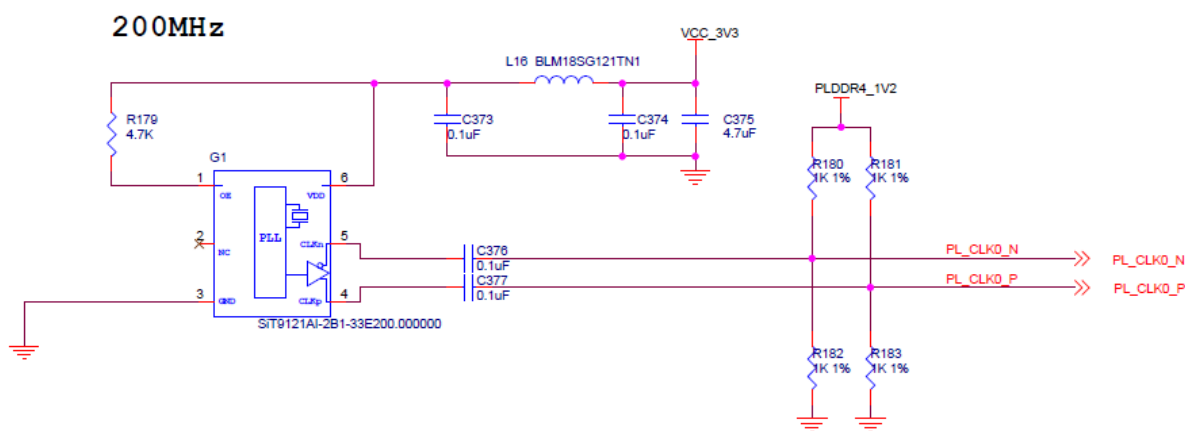 200MHz
VCC_3V3
L16 BLM18SG121TN1
PLDDR4_1V2
R179
4.7K
C373
0.1uF
C374
0.1uF
C375
4.7uF
G1
R180
1K 1%
R181
1K 1%
1
OE
VDD
6
2
NC
PLL
CLKn
5
C376
0.1uF
PL_CLK0_N
PL_CLK0_N
3
GND
CLKp
4
C377
0.1uF
PL_CLK0_P
PL_CLK0_P
SiT9121AI-2B1-33E200.000000
R182
1K 1%
R183
1K 1%